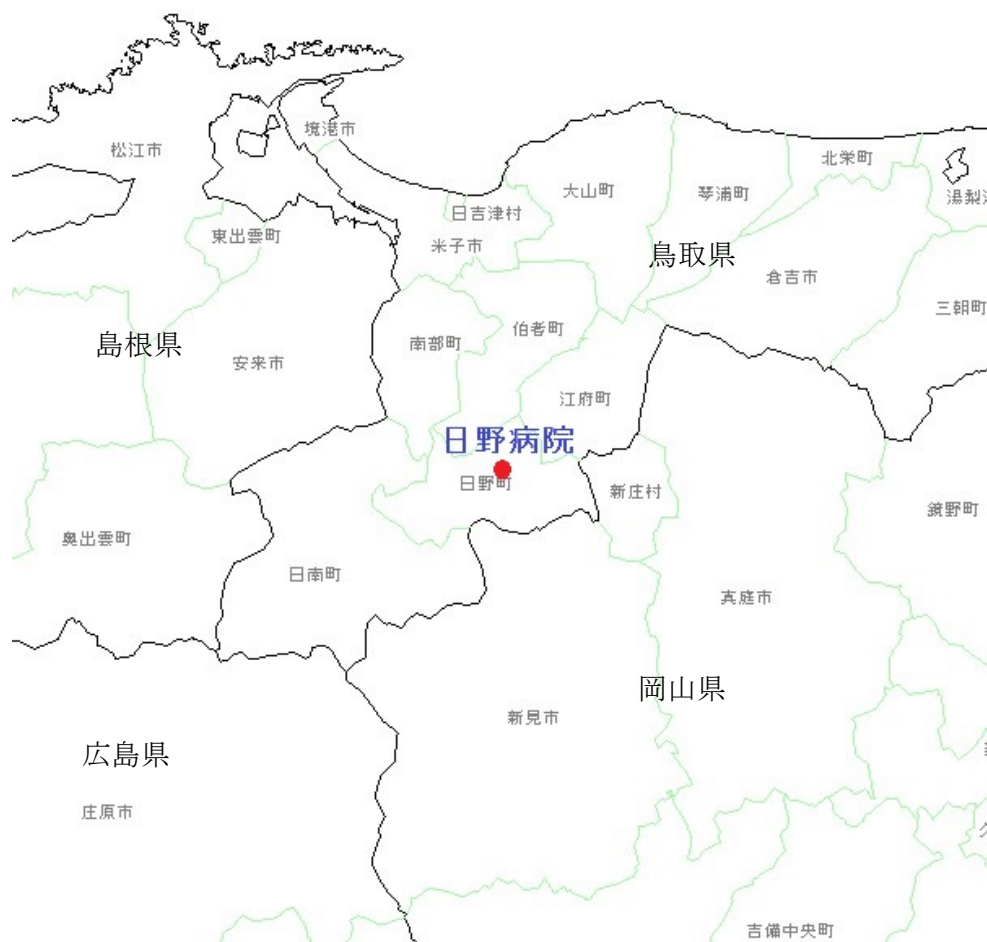 境港市
松江市
北栄町
大山町
琴浦町
湯梨
日吉津村
東出雲町
米子市
鳥取県
倉吉市
三朝町
伯耆町
島根県
南部町
安来市
江府町
日野病院
日野町
新庄村
鏡野町
奥出雲町
日南町
真庭市
岡山県
新見市
広島県
庄原市
吉備中央町